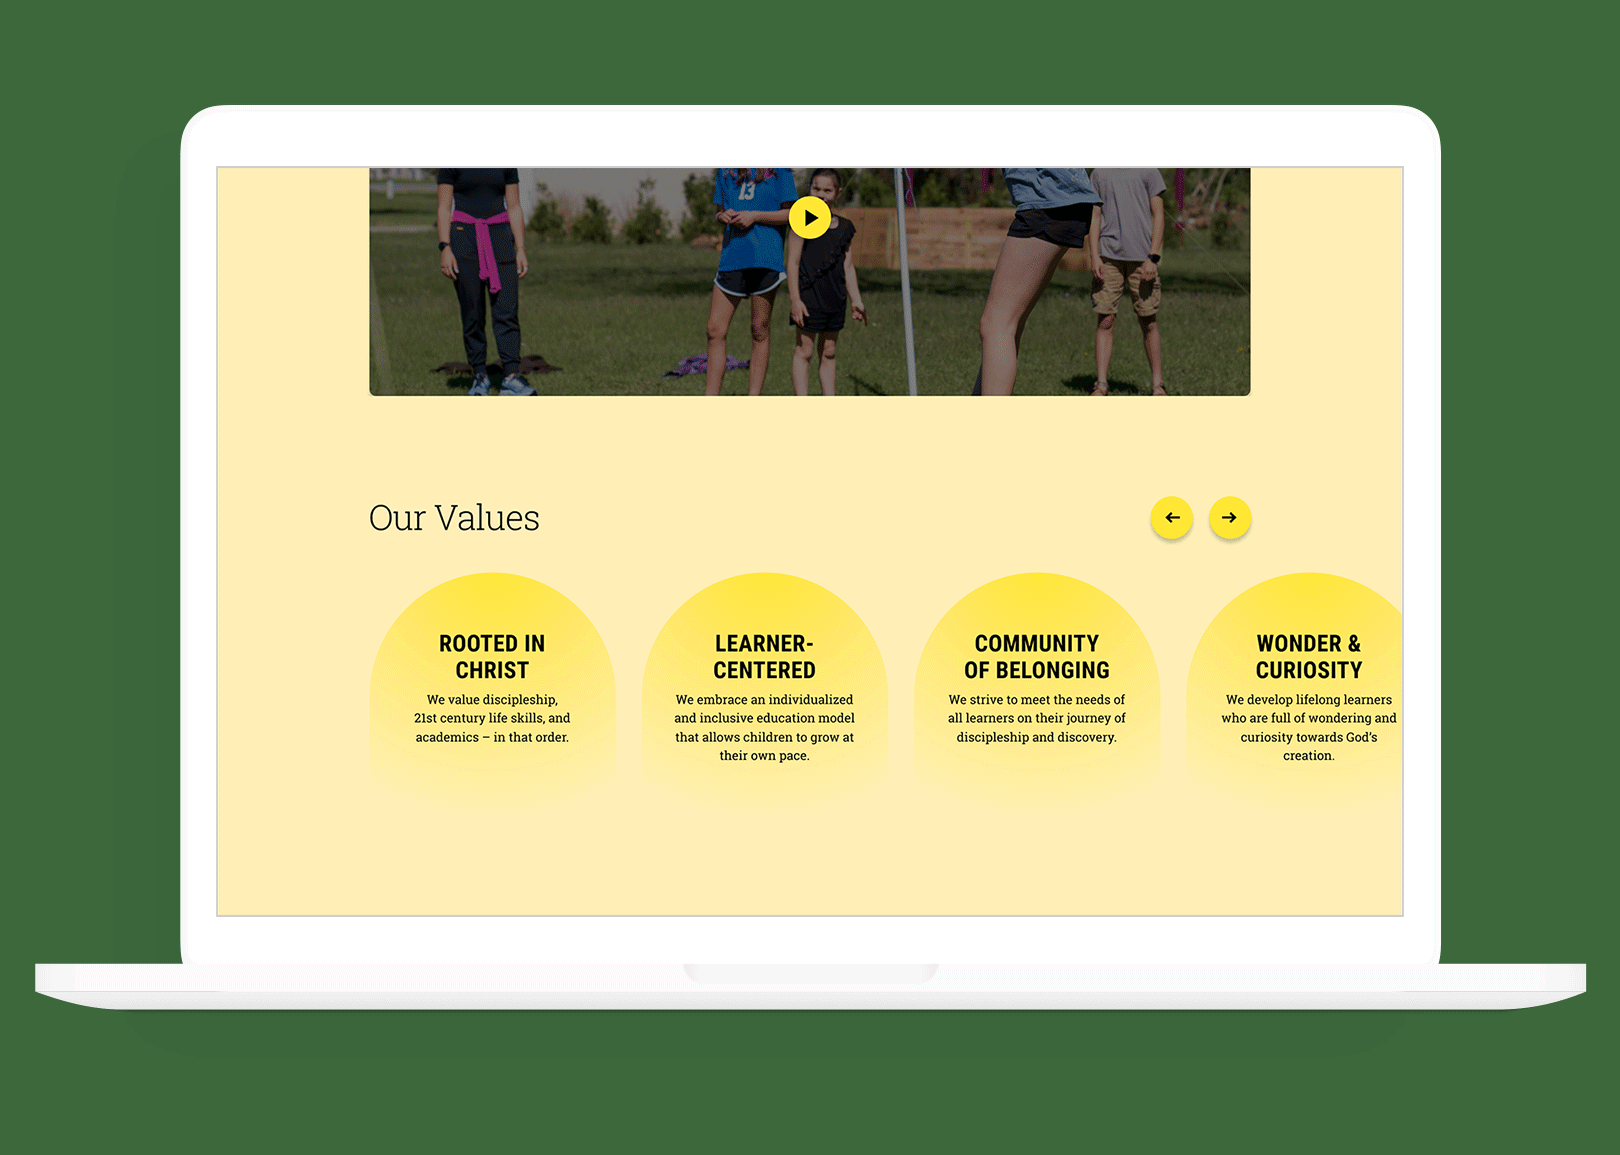 13
Our Values
ROOTED IN
CHRIST
We value discipleship,
21st century life skills, and
academics – in that order.
LEARNER-
CENTERED
We embrace an individualized
and inclusive education model
that allows children to grow at
their own pace.
COMMUNITY
OF BELONGING
We strive to meet the needs of
all learners on their journey of
discipleship and discovery.
WONDER &
CURIOSITY
We develop lifelong learners
who are full of wondering and
curiosity towards God’s
creation.